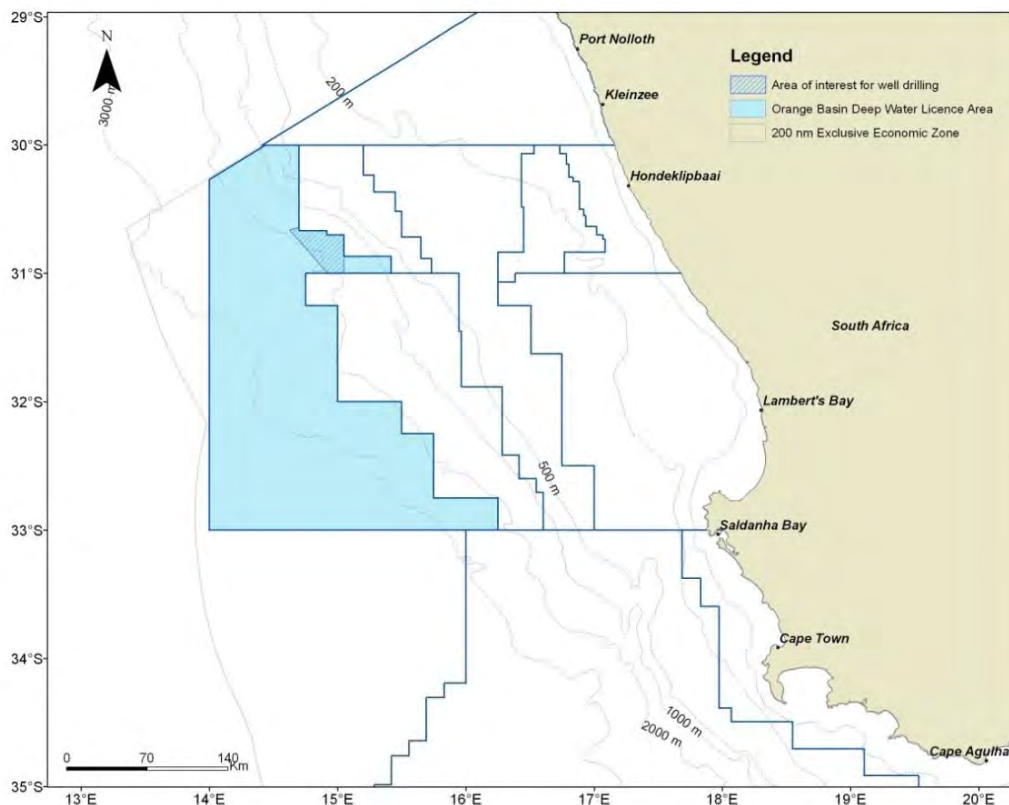 29°S
30°S
31°S
32°S
33°S
34°S
35°S
N
3000 m
200 m
Port Nolloth
Kleinzee
Hondeklipbaai
Legend
Area of interest for well drilling
Orange Basin Deep Water Licence Area
200 nm Exclusive Economic Zone
South Africa
Lambert's Bay
500 m
Saldanha Bay
Cape Town
1000 m
2000 m
Cape Agulha
0 70 140
Km
13°E 14°E 15°E 16°E 17°E 18°E 19°E 20°E